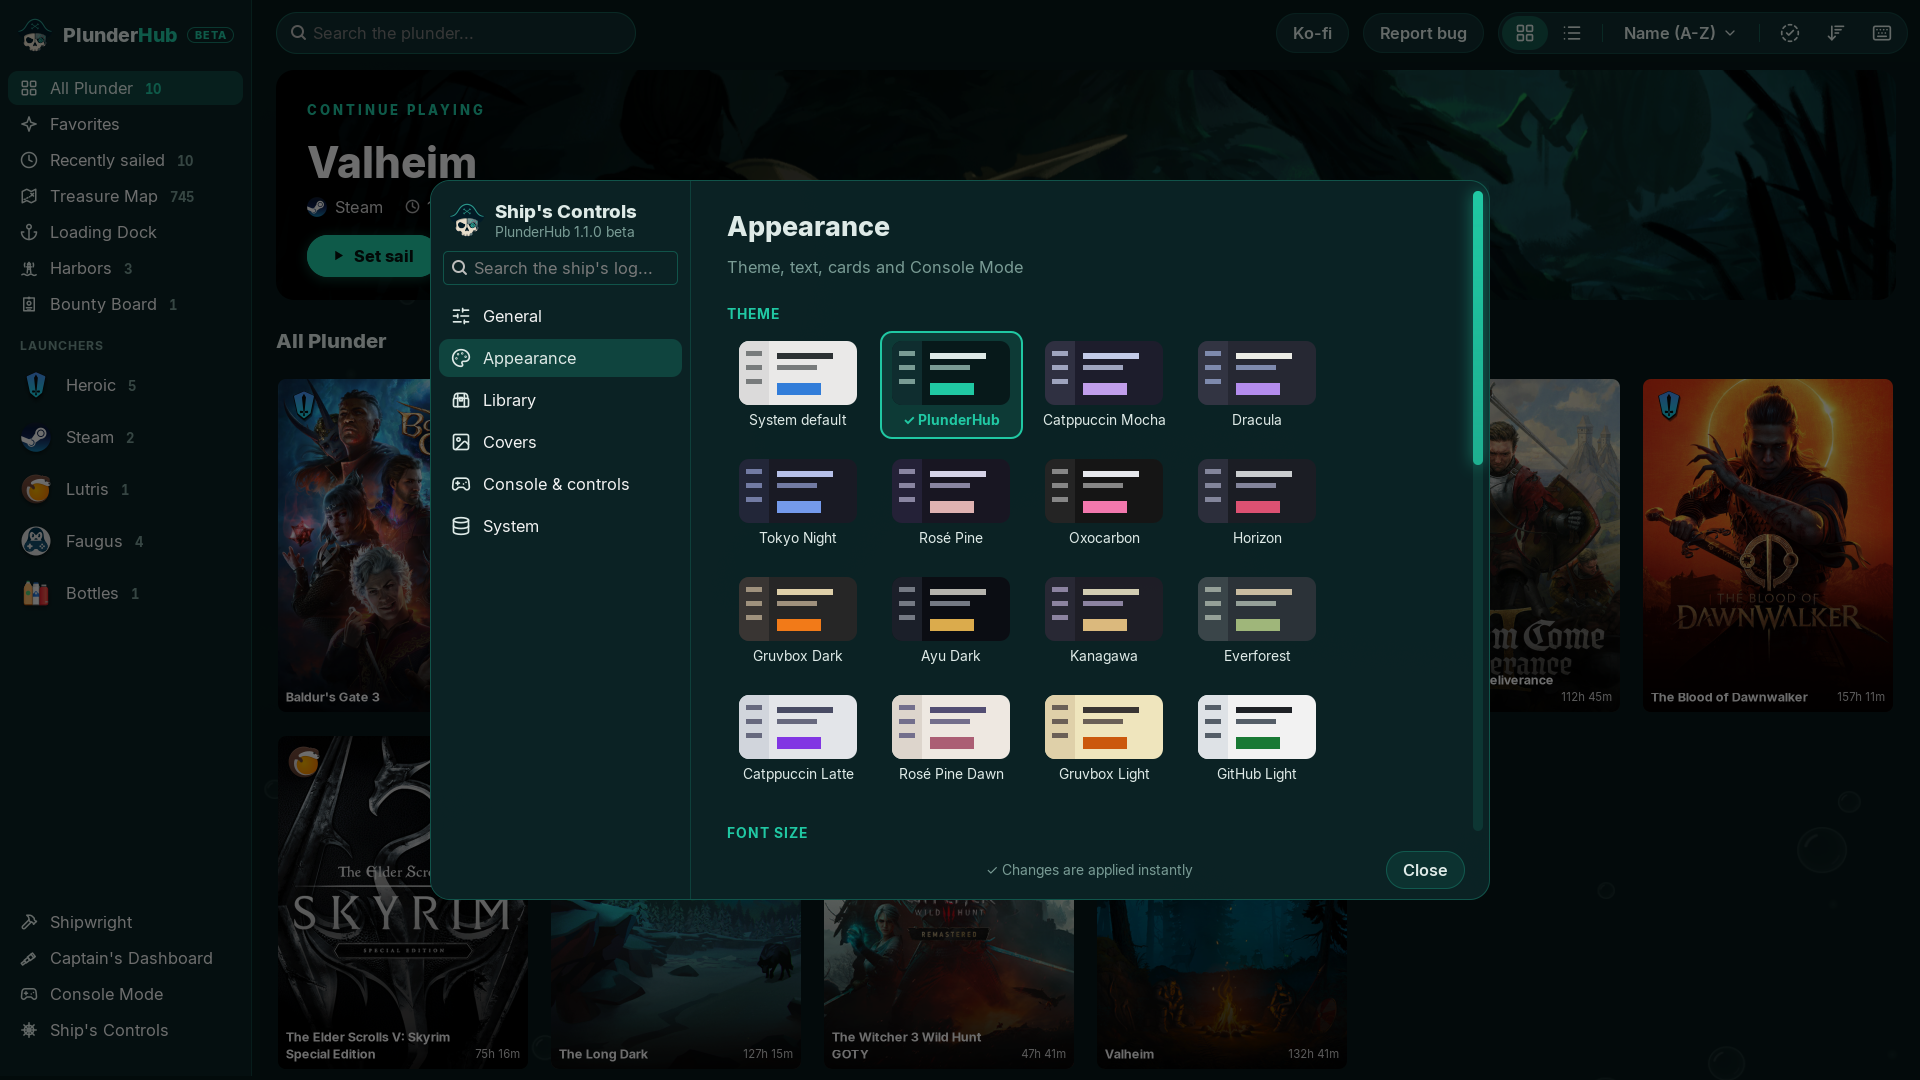 PlunderHub BETA
Search the plunder...
Ko-fi
Report bug
Name (A-Z)
All Plunder 10
Favorites
Recently sailed 10
Treasure Map 745
Loading Dock
Harbors 3
Bounty Board 1
LAUNCHERS
Heroic 5
Steam 2
Lutris 1
Faugus 4
Bottles 1
Shipwright
Captain's Dashboard
Console Mode
Ship's Controls
CONTINUE PLAYING
Valheim
Steam
Set sail
All Plunder
Baldur's Gate 3
eliverance
112h 45m
THE BLOOD OF
DAWNWALKER
The Blood of Dawnwalker 157h 11m
SKYRIM
SPECIAL EDITION
The Elder Scrolls V: Skyrim
Special Edition 75h 16m
The Long Dark 127h 15m
WILD HUNT
REMASTERED
The Witcher 3 Wild Hunt
GOTY 47h 41m
Valheim 132h 41m
Ship's Controls
PlunderHub 1.1.0 beta
Search the ship's log...
General
Appearance
Library
Covers
Console & controls
System
Appearance
Theme, text, cards and Console Mode
THEME
System default
✓ PlunderHub
Catppuccin Mocha
Dracula
Tokyo Night
Rosé Pine
Oxocarbon
Horizon
Gruvbox Dark
Ayu Dark
Kanagawa
Everforest
Catppuccin Latte
Rosé Pine Dawn
Gruvbox Light
GitHub Light
FONT SIZE
✓ Changes are applied instantly
Close